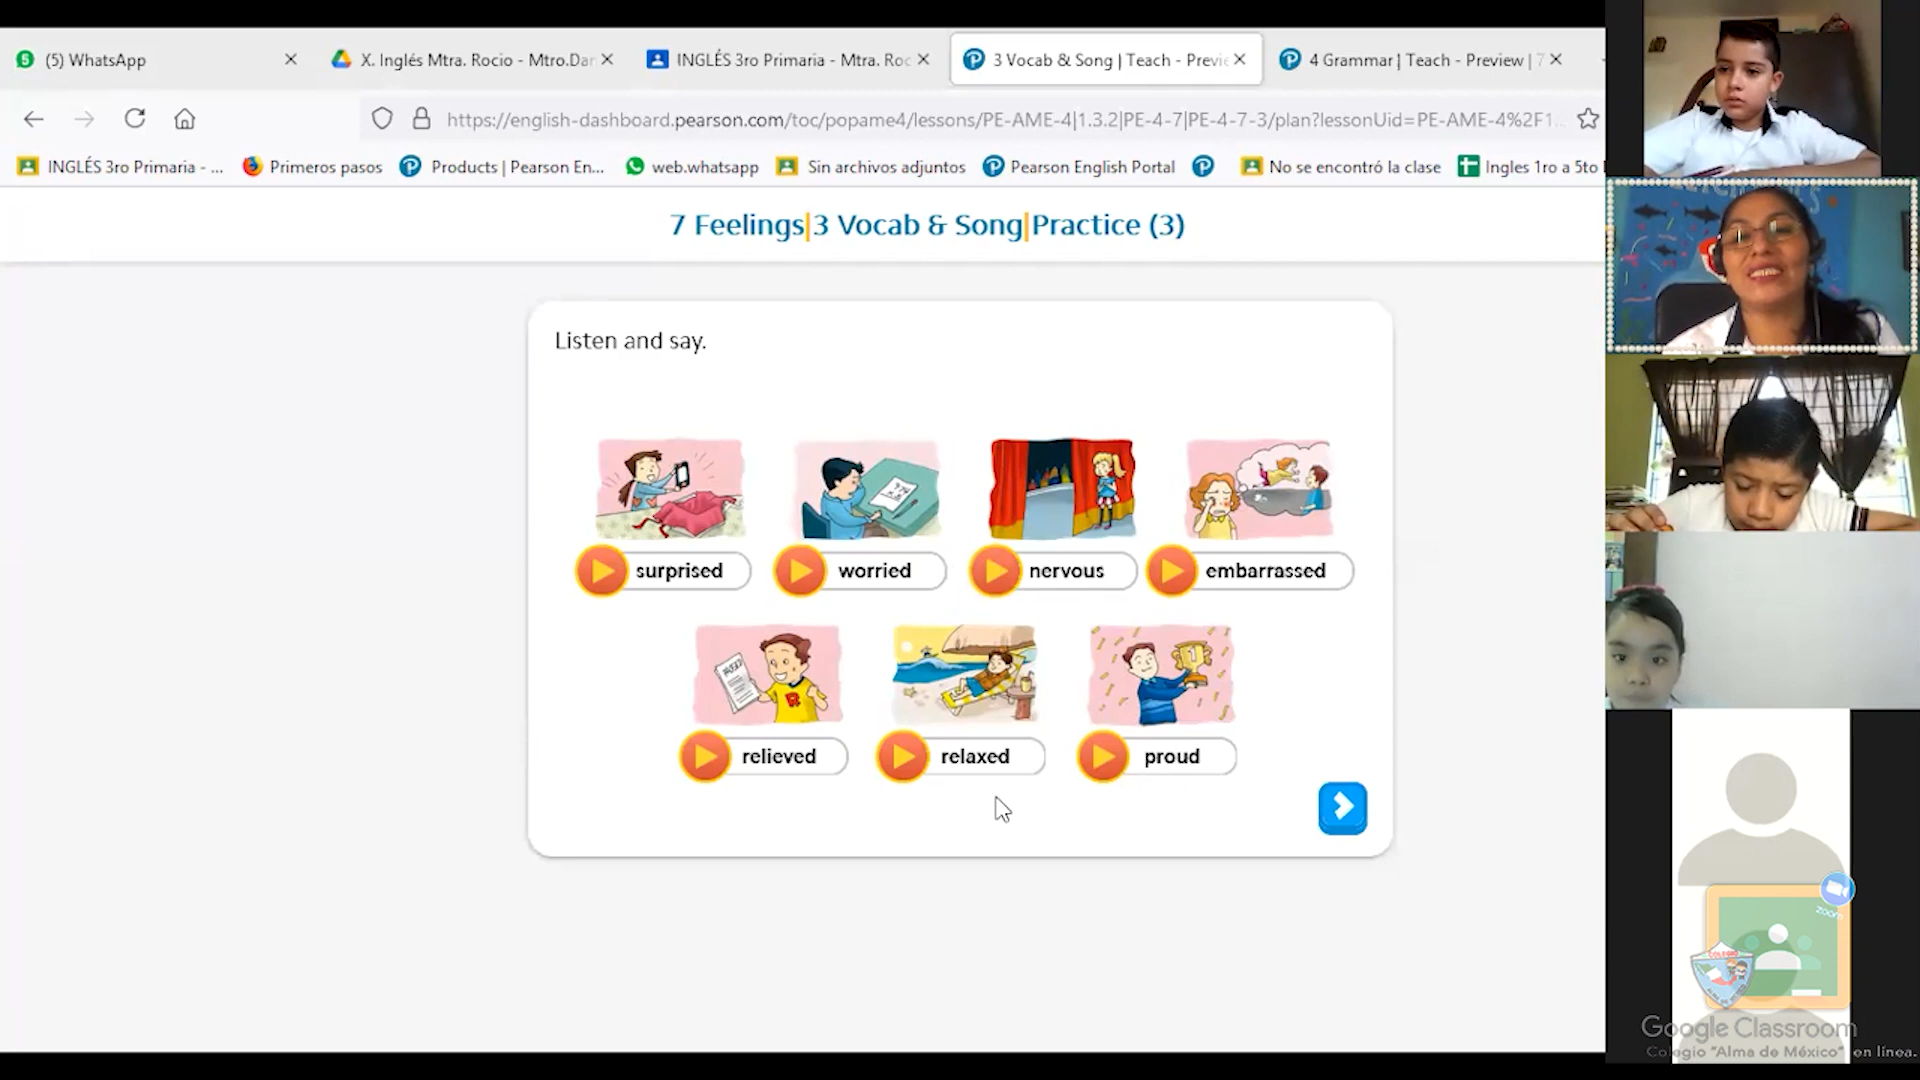 (5) WhatsApp
X. Inglés Mtra. Rocio - Mtro.Dar
INGLÉS 3ro Primaria - Mtra. Roc
3 Vocab & Song | Teach - Previe
4 Grammar | Teach - Preview | 7
https://english-dashboard.pearson.com/toc/popame4/lessons/PE-AME-4|1.3.2|PE-4-7|PE-4-7-3/plan?lessonUid=PE-AME-4%2F1...
INGLÉS 3ro Primaria - ...
Primeros pasos
Products | Pearson En...
web.whatsapp
Sin archivos adjuntos
Pearson English Portal
No se encontró la clase
Ingles 1ro a 5to
7 Feelings|3 Vocab & Song|Practice (3)
Listen and say.
surprised
worried
nervous
embarrassed
relieved
relaxed
proud
zoom
COLEGIO
Google Classroom
Colegio "Alma de México" en línea.